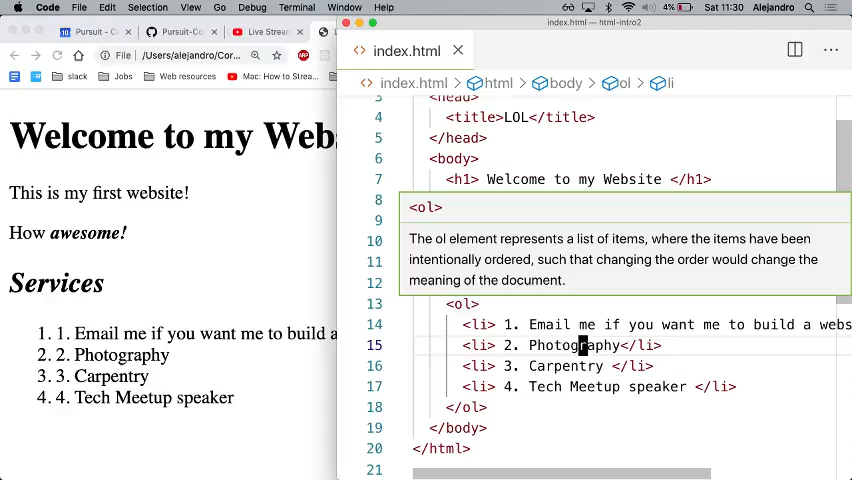 Code File Edit Selection View Go Debug Terminal Window Help 4% Sat 11:30 Alejandro
index.html — html-intro2
Pursuit - C
Pursuit-Co
Live Strea
index.html
File /Users/alejandro/Cor
slack Jobs Web resources Mac: How to Strea
index.html > html > body > ol > li
Welcome to my Webs
This is my first website!
How awesome!
Services
1. 1. Email me if you want me to build a
2. 2. Photography
3. 3. Carpentry
4. 4. Tech Meetup speaker
3 <head>
4 <title>LOL</title>
5 </head>
6 <body>
7 <h1> Welcome to my Website </h1>
8
9
10
11
12
<ol>
The ol element represents a list of items, where the items have been
intentionally ordered, such that changing the order would change the
meaning of the document.
13 <ol>
14 <li> 1. Email me if you want me to build a webs
15 <li> 2. Photography</li>
16 <li> 3. Carpentry </li>
17 <li> 4. Tech Meetup speaker </li>
18 </ol>
19 </body>
20 </html>
21